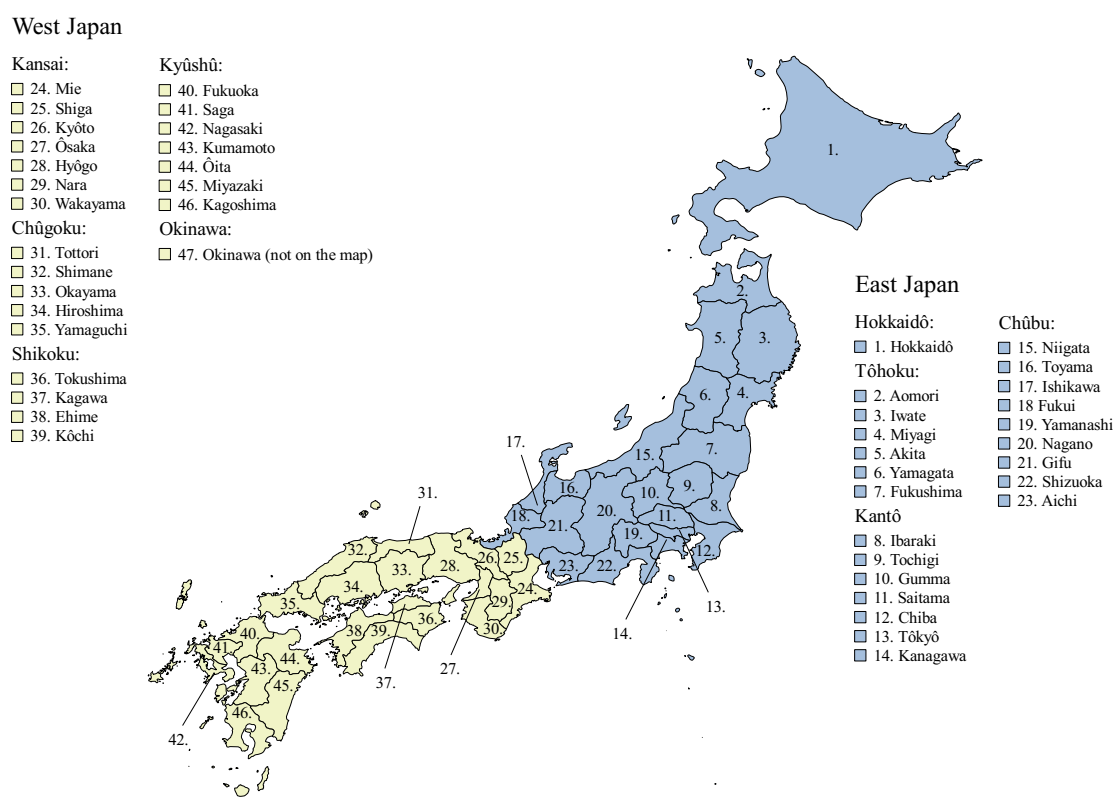 West Japan
Kansai:
24. Mie
25. Shiga
26. Kyôto
27. Ôsaka
28. Hyôgo
29. Nara
30. Wakayama
Chûgoku:
31. Tottori
32. Shimane
33. Okayama
34. Hiroshima
35. Yamaguchi
Shikoku:
36. Tokushima
37. Kagawa
38. Ehime
39. Kôchi
Kyûshû:
40. Fukuoka
41. Saga
42. Nagasaki
43. Kumamoto
44. Ôita
45. Miyazaki
46. Kagoshima
Okinawa:
47. Okinawa (not on the map)
East Japan
Hokkaidô:
1. Hokkaidô
Tôhoku:
2. Aomori
3. Iwate
4. Miyagi
5. Akita
6. Yamagata
7. Fukushima
Kantô
8. Ibaraki
9. Tochigi
10. Gumma
11. Saitama
12. Chiba
13. Tôkyô
14. Kanagawa
Chûbu:
15. Niigata
16. Toyama
17. Ishikawa
18 Fukui
19. Yamanashi
20. Nagano
21. Gifu
22. Shizuoka
23. Aichi
1.
2.
5.
3.
6.
4.
17.
15.
7.
16.
10.
9.
31.
18.
21.
20.
11.
8.
19.
32.
33.
28.
26.
25.
23.
22.
12.
34.
24.
35.
29.
13.
36.
30.
14.
40.
38.
39.
41.
43.
44.
37.
27.
45.
46.
42.